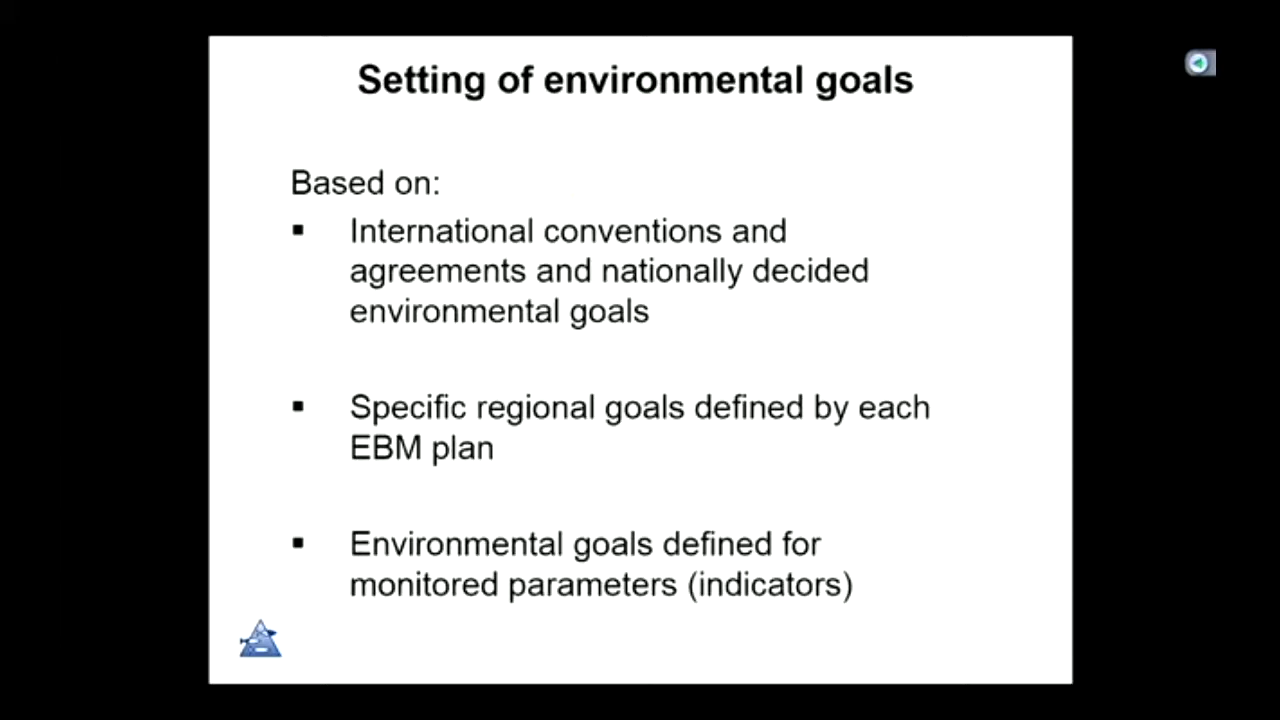 Setting of environmental goals
Based on:
▪ International conventions and
agreements and nationally decided
environmental goals
▪ Specific regional goals defined by each
EBM plan
▪ Environmental goals defined for
monitored parameters (indicators)